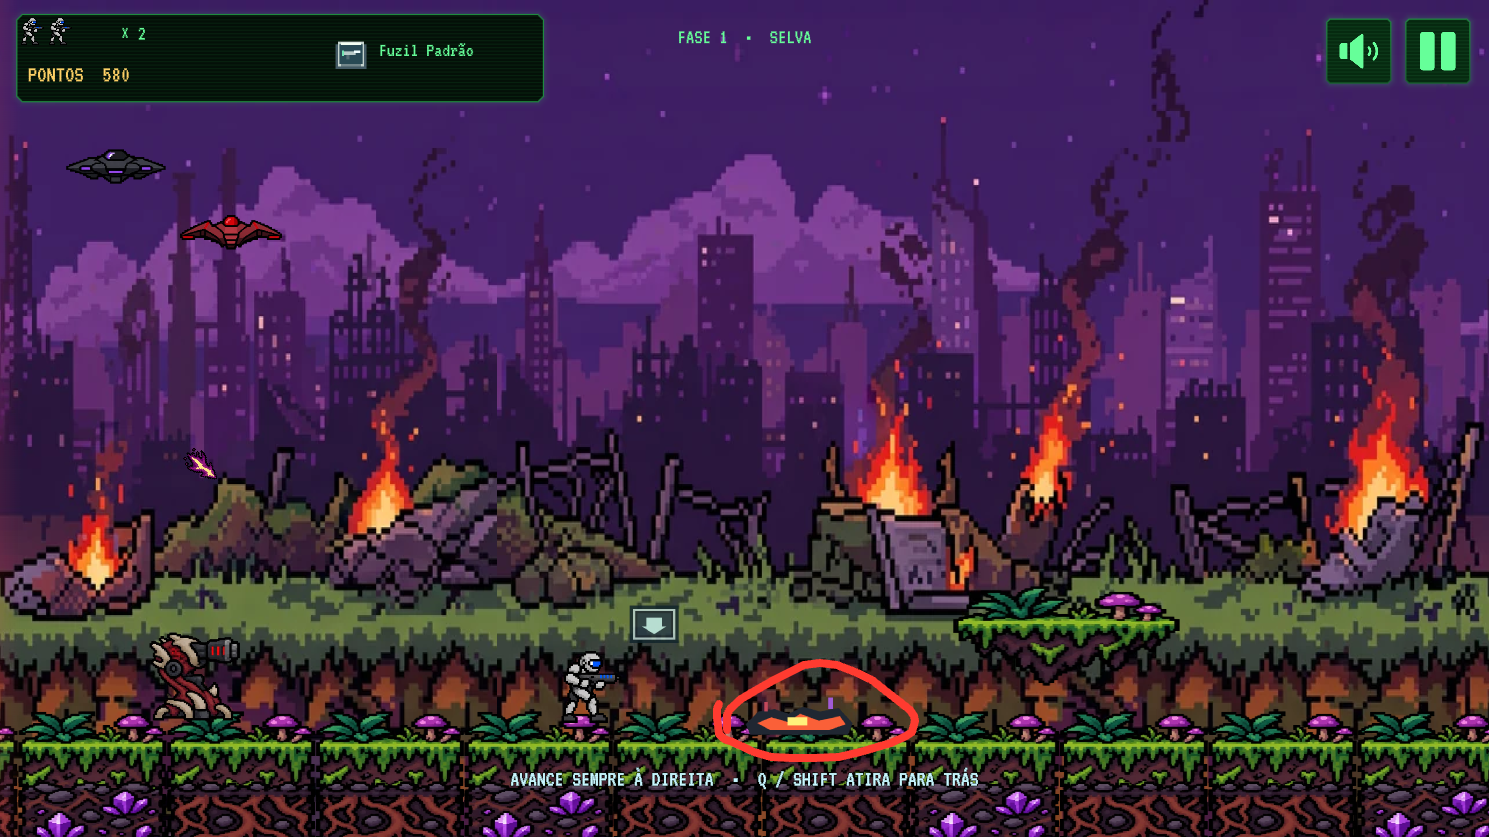 X 2
Fuzil Padrão
PONTOS 580
FASE 1 · SELVA
AVANCE SEMPRE À DIREITA · Q / SHIFT ATIRA PARA TRÁS